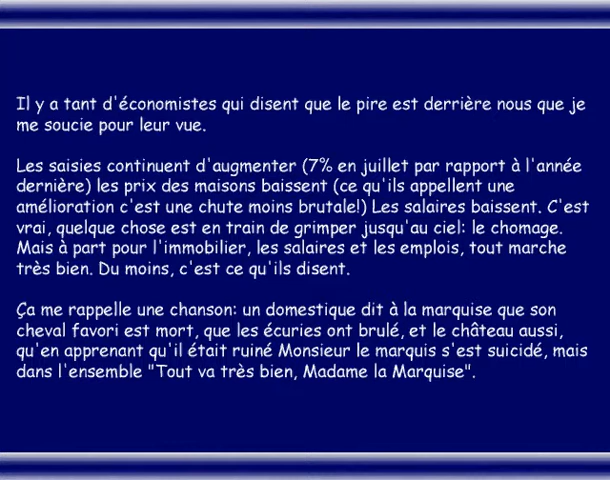 Il y a tant d'économistes qui disent que le pire est derrière nous que je
me soucie pour leur vue.
Les saisies continuent d'augmenter (7% en juillet par rapport à l'année
dernière) les prix des maisons baissent (ce qu'ils appellent une
amélioration c'est une chute moins brutale!) Les salaires baissent. C'est
vrai, quelque chose est en train de grimper jusqu'au ciel: le chomage.
Mais à part pour l'immobilier, les salaires et les emplois, tout marche
très bien. Du moins, c'est ce qu'ils disent.
Ça me rappelle une chanson: un domestique dit à la marquise que son
cheval favori est mort, que les écuries ont brulé, et le château aussi,
qu'en apprenant qu'il était ruiné Monsieur le marquis s'est suicidé, mais
dans l'ensemble "Tout va très bien, Madame la Marquise".